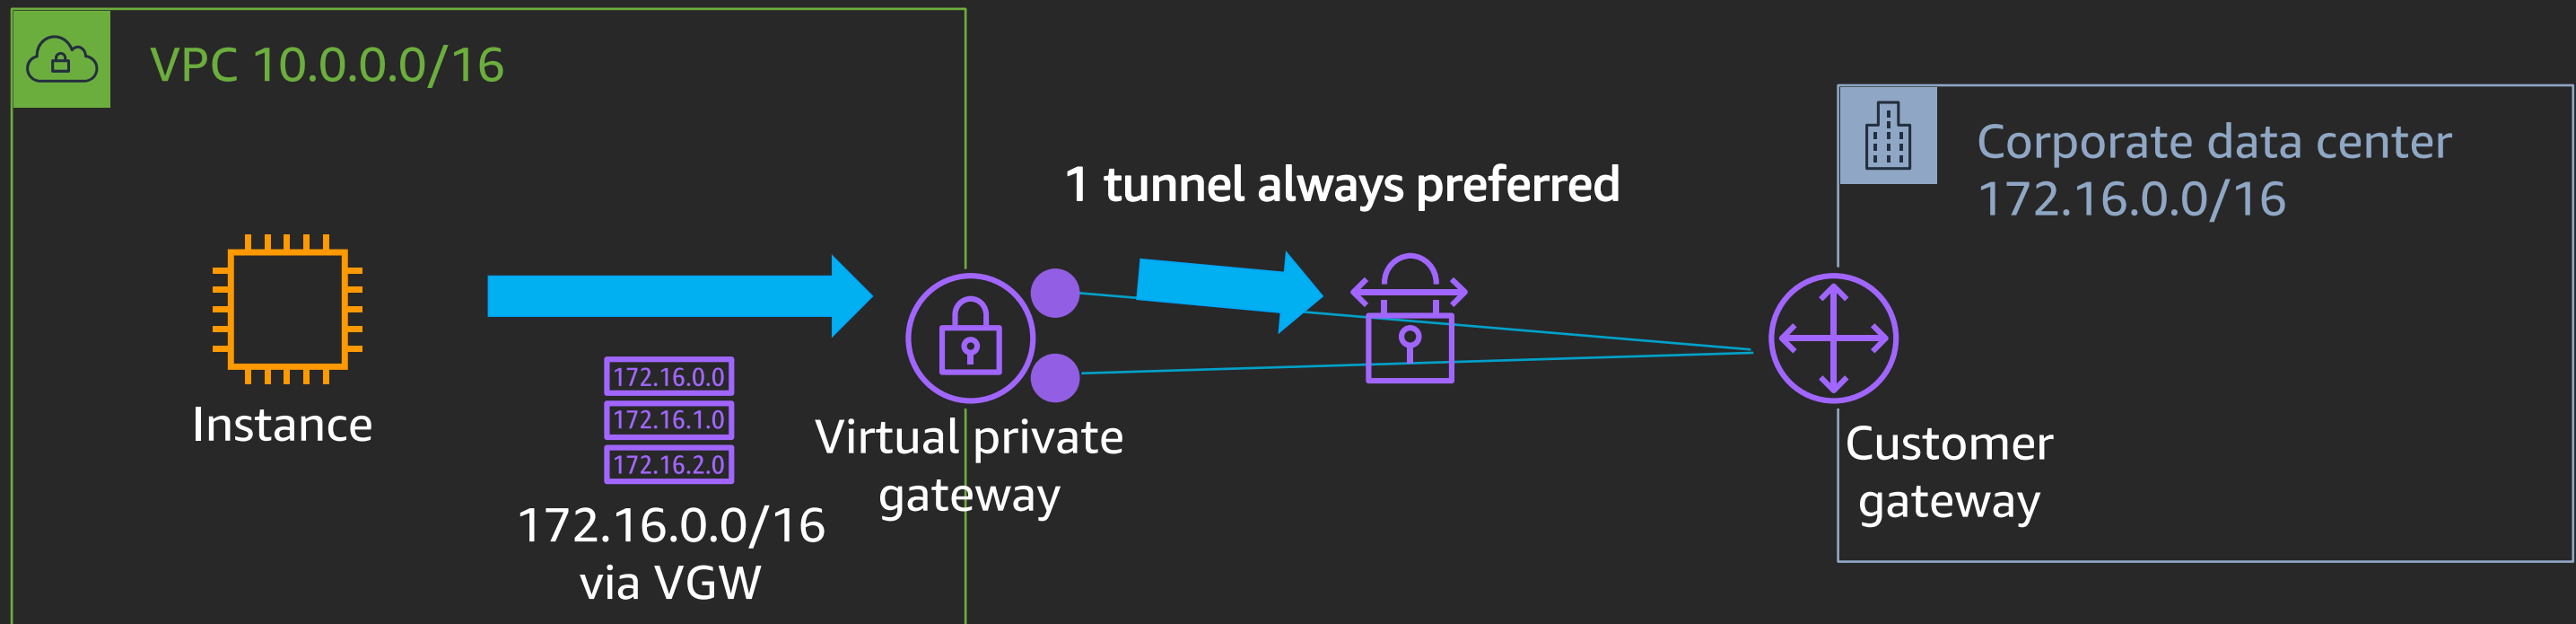 VPC 10.0.0.0/16
Corporate data center
172.16.0.0/16
1 tunnel always preferred
Instance
172.16.0.0
172.16.1.0
172.16.2.0
172.16.0.0/16
via VGW
Virtual private
gateway
Customer
gateway